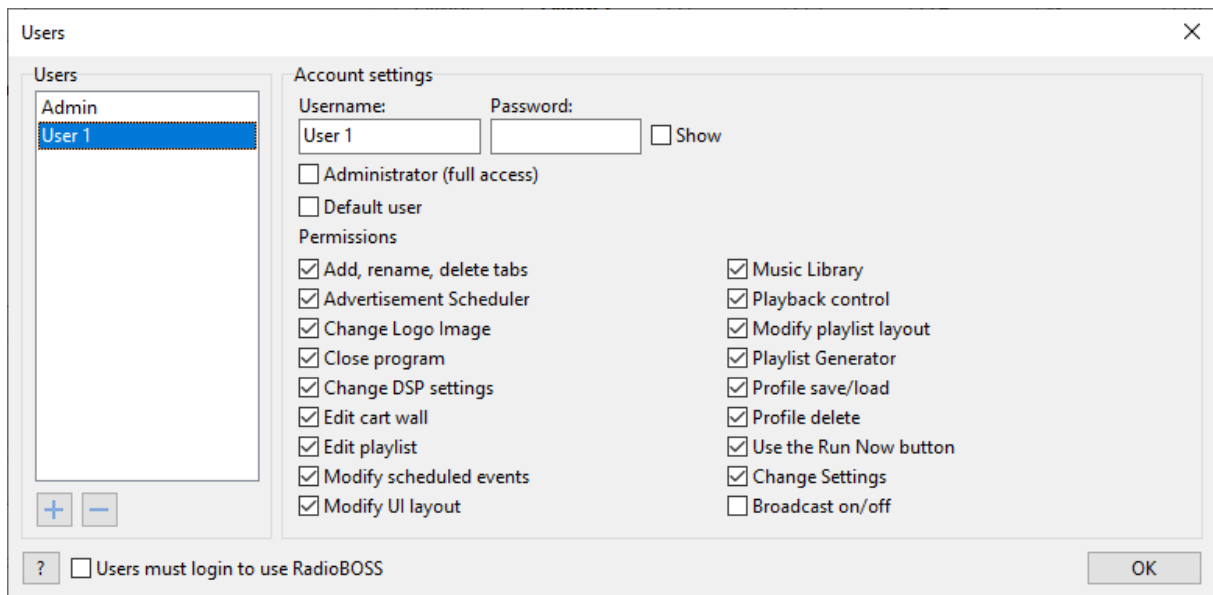 Users
Users
Admin
User 1
Account settings
Username: Password:
User 1 Show
Administrator (full access)
Default user
Permissions
Add, rename, delete tabs Music Library
Advertisement Scheduler Playback control
Change Logo Image Modify playlist layout
Close program Playlist Generator
Change DSP settings Profile save/load
Edit cart wall Profile delete
Edit playlist Use the Run Now button
Modify scheduled events Change Settings
Modify UI layout Broadcast on/off
? Users must login to use RadioBOSS OK